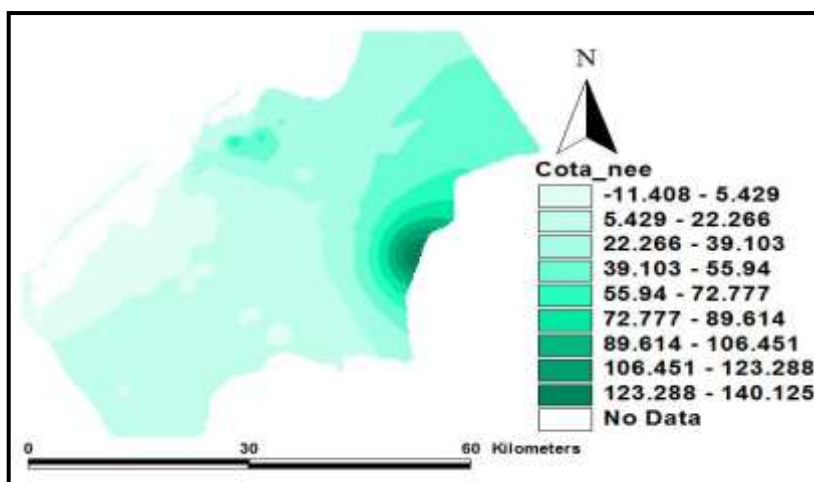 N
Cota_nee
-11.408 - 5.429
5.429 - 22.266
22.266 - 39.103
39.103 - 55.94
55.94 - 72.777
72.777 - 89.614
89.614 - 106.451
106.451 - 123.288
123.288 - 140.125
No Data
0 30 60 Kilometers